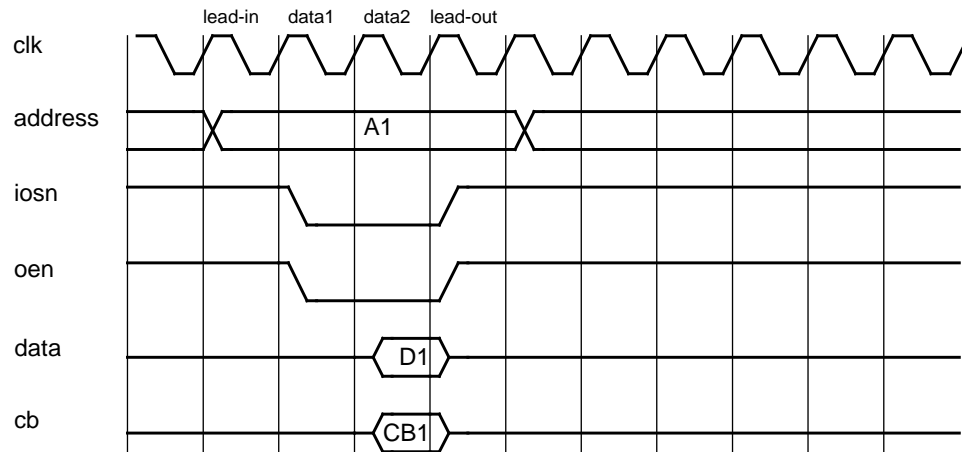 lead-in data1 data2 lead-out
clk
address A1
iosn
oen
data D1
cb CB1